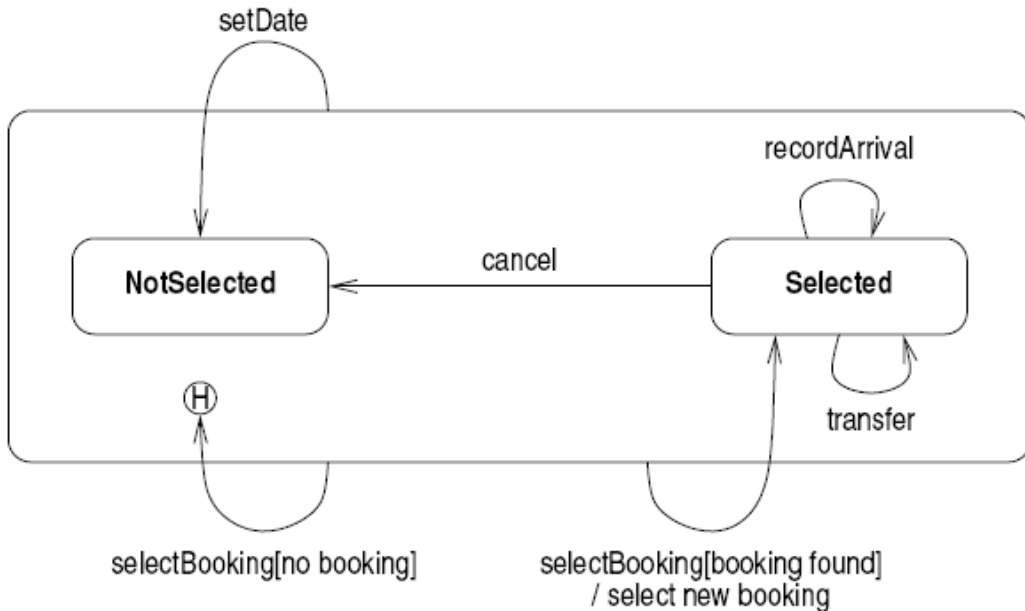 setDate
recordArrival
NotSelected
cancel
Selected
H
transfer
selectBooking[no booking]
selectBooking[booking found]
/ select new booking